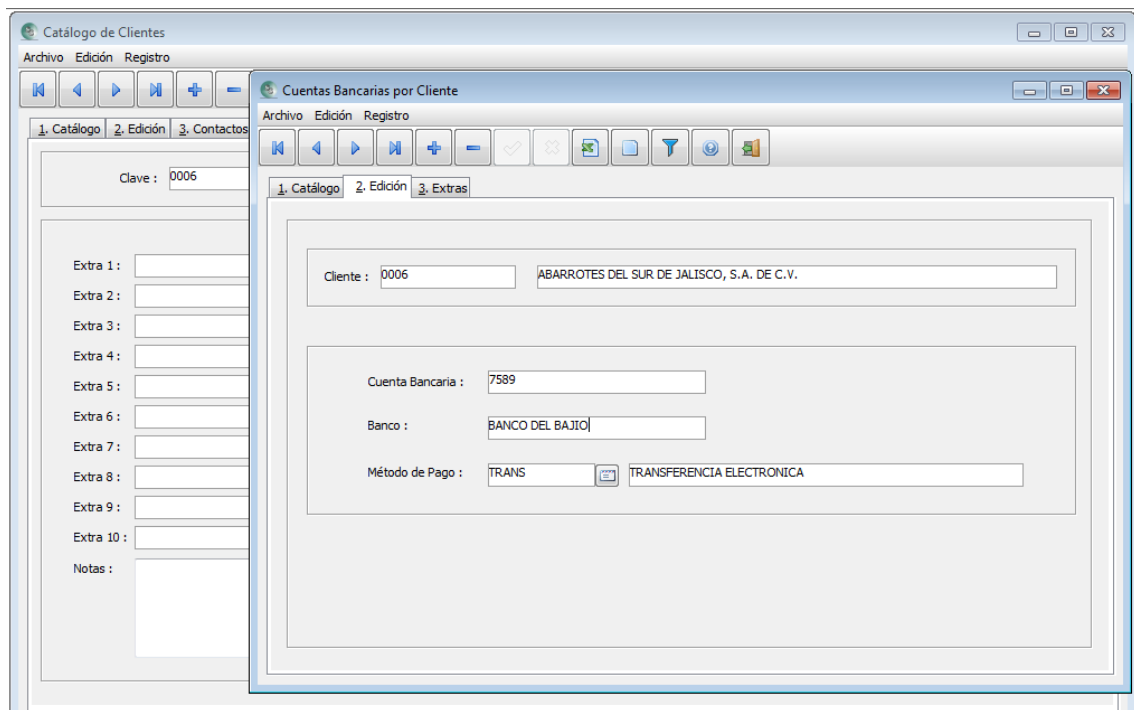 Catálogo de Clientes
Archivo Edición Registro
1. Catálogo 2. Edición 3. Contactos
Clave : 0006
Extra 1 :
Extra 2 :
Extra 3 :
Extra 4 :
Extra 5 :
Extra 6 :
Extra 7 :
Extra 8 :
Extra 9 :
Extra 10 :
Notas :
Cuentas Bancarias por Cliente
Archivo Edición Registro
1. Catálogo 2. Edición 3. Extras
Cliente : 0006 ABARROTES DEL SUR DE JALISCO, S.A. DE C.V.
Cuenta Bancaria : 7589
Banco : BANCO DEL BAJIO
Método de Pago : TRANS TRANSFERENCIA ELECTRONICA